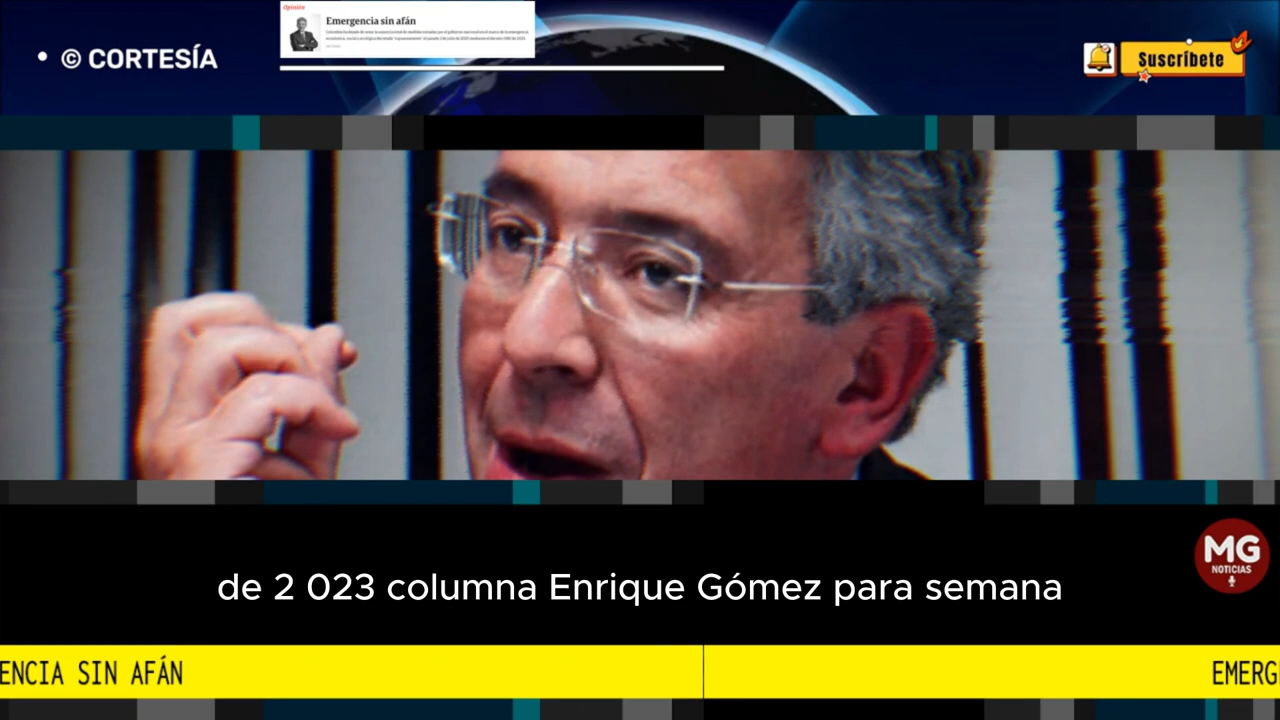 Opinión
Emergencia sin afán
• © CORTESÍA
Suscríbete
de 2 023 columna Enrique Gómez para semana
MG
NOTICIAS
ENCIA SIN AFÁN
EMERG